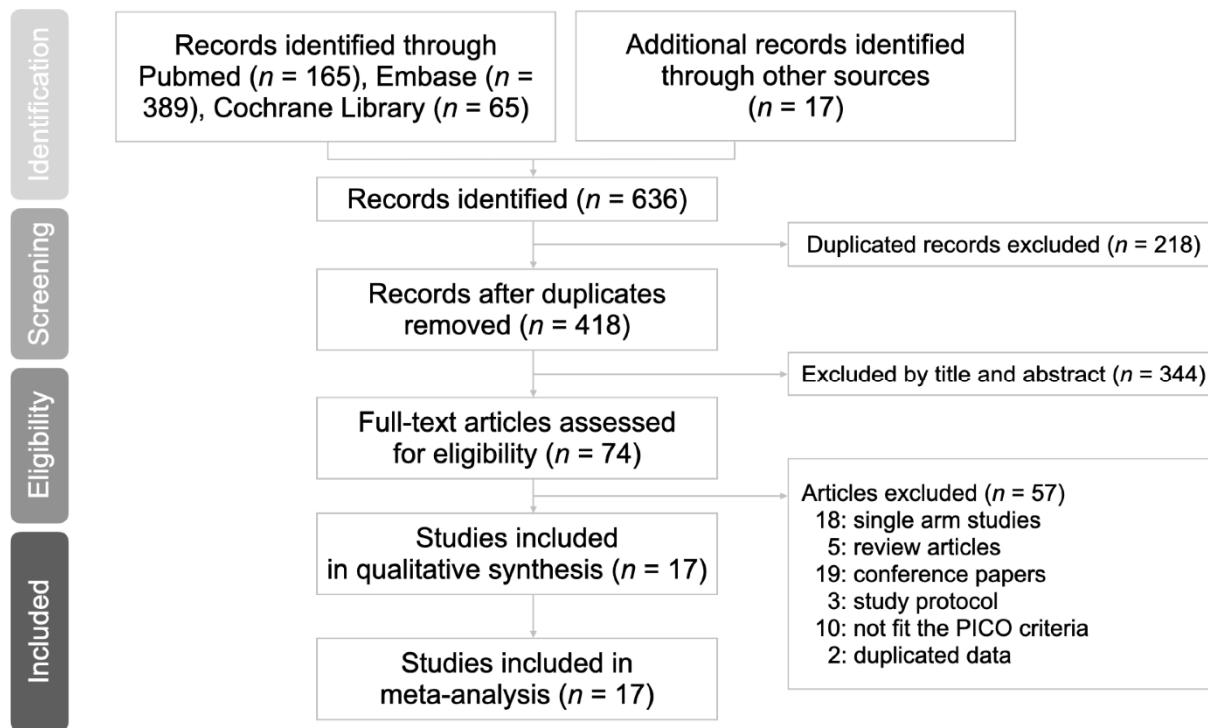 Identification
Records identified through
Pubmed (n = 165), Embase (n =
389), Cochrane Library (n = 65)
Additional records identified
through other sources
(n = 17)
Records identified (n = 636)
Screening
Duplicated records excluded (n = 218)
Records after duplicates
removed (n = 418)
Excluded by title and abstract (n = 344)
Eligibility
Full-text articles assessed
for eligibility (n = 74)
Articles excluded (n = 57)
18: single arm studies
5: review articles
19: conference papers
3: study protocol
10: not fit the PICO criteria
2: duplicated data
Included
Studies included
in qualitative synthesis (n = 17)
Studies included in
meta-analysis (n = 17)